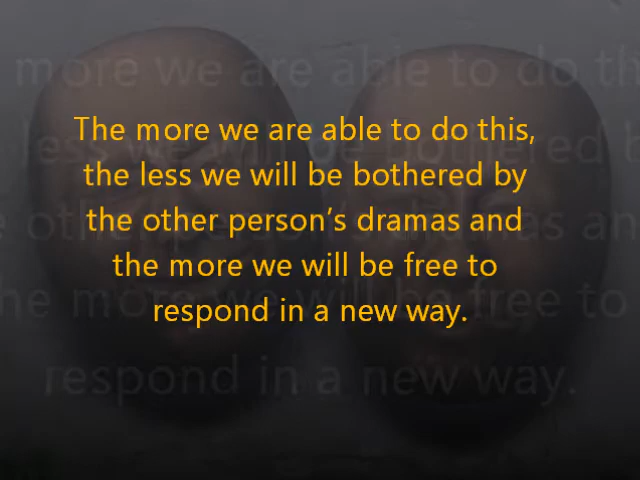 The more we are able to do this,
the less we will be bothered by
the other person's dramas and
the more we will be free to
respond in a new way.